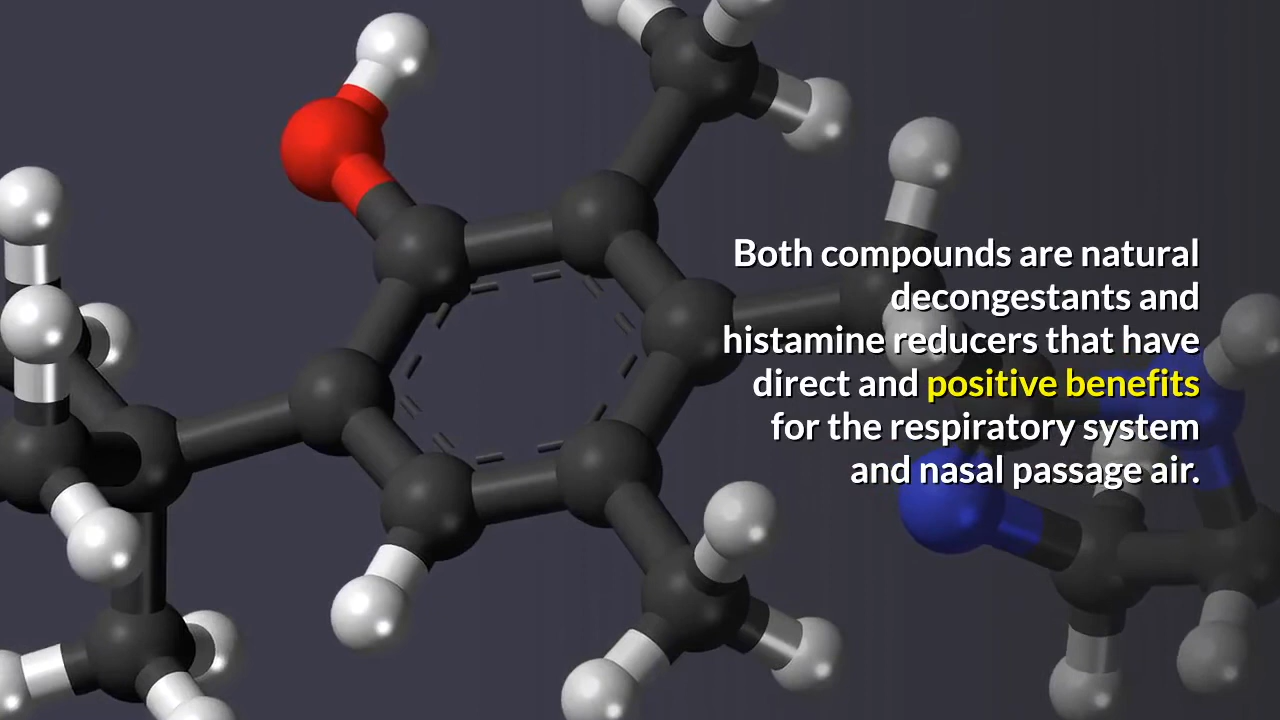 Both compounds are natural
decongestants and
histamine reducers that have
direct and positive benefits
for the respiratory system
and nasal passage air.